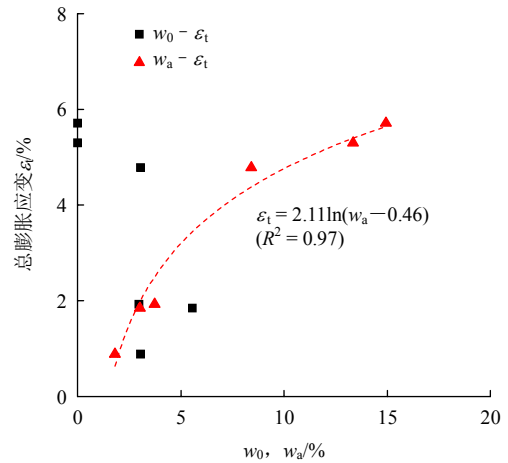 w₀ − εₜ
wₐ − εₜ
8
6
4
2
0
总膨胀应变εₜ/%
εₜ = 2.11ln(wₐ−0.46)
(R² = 0.97)
0
5
10
15
20
w₀，wₐ/%